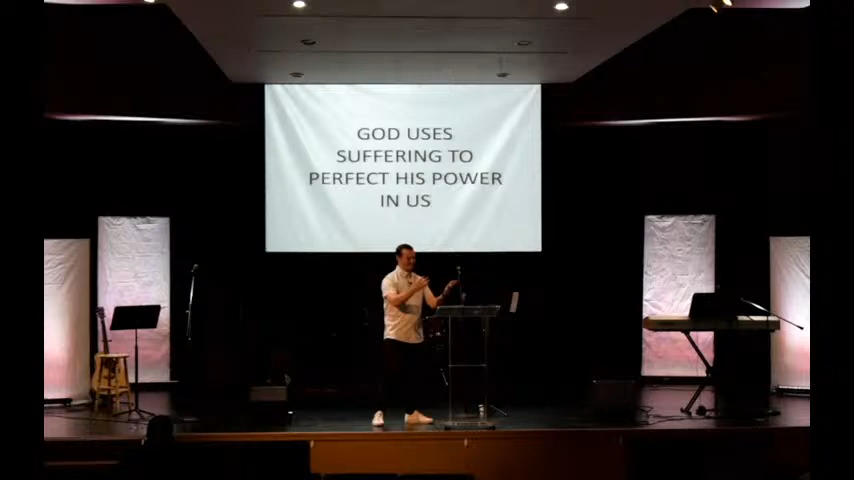 GOD USES
SUFFERING TO
PERFECT HIS POWER
IN US